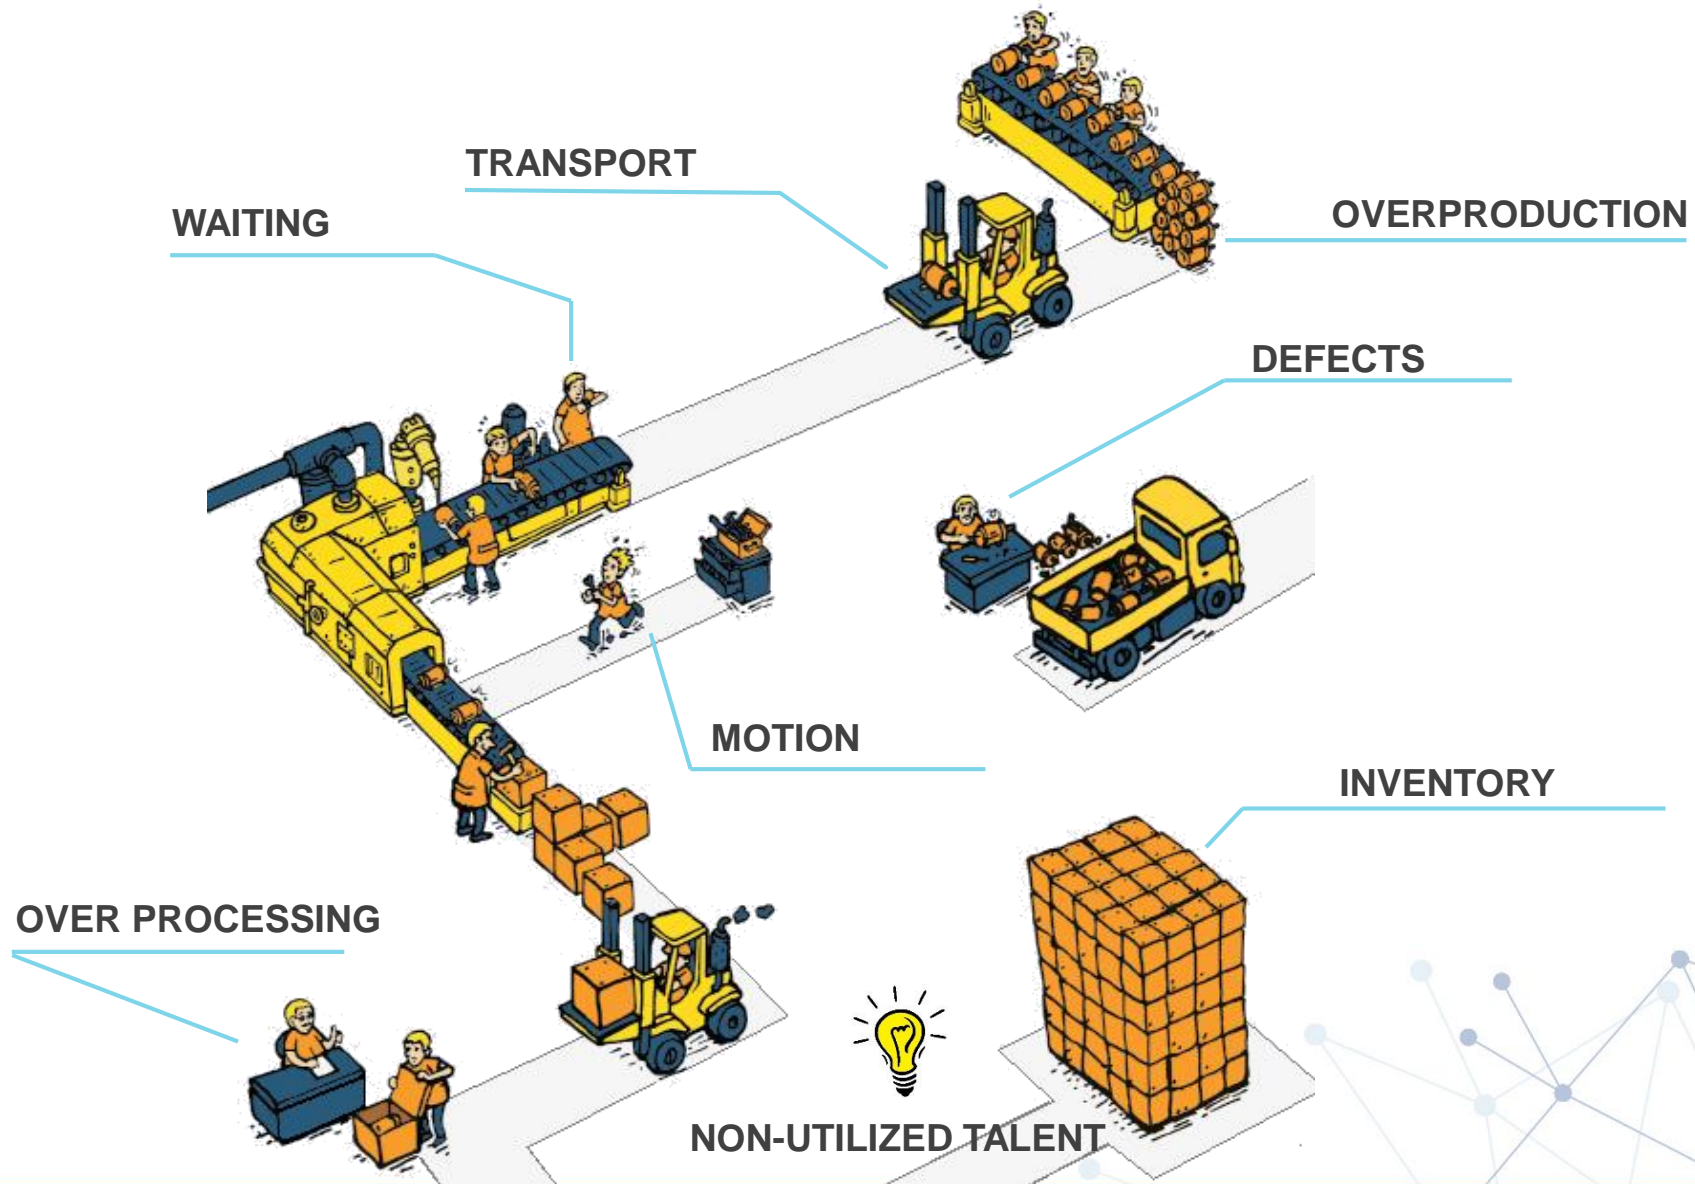 TRANSPORT
WAITING
OVERPRODUCTION
DEFECTS
MOTION
INVENTORY
OVER PROCESSING
NON-UTILIZED TALENT